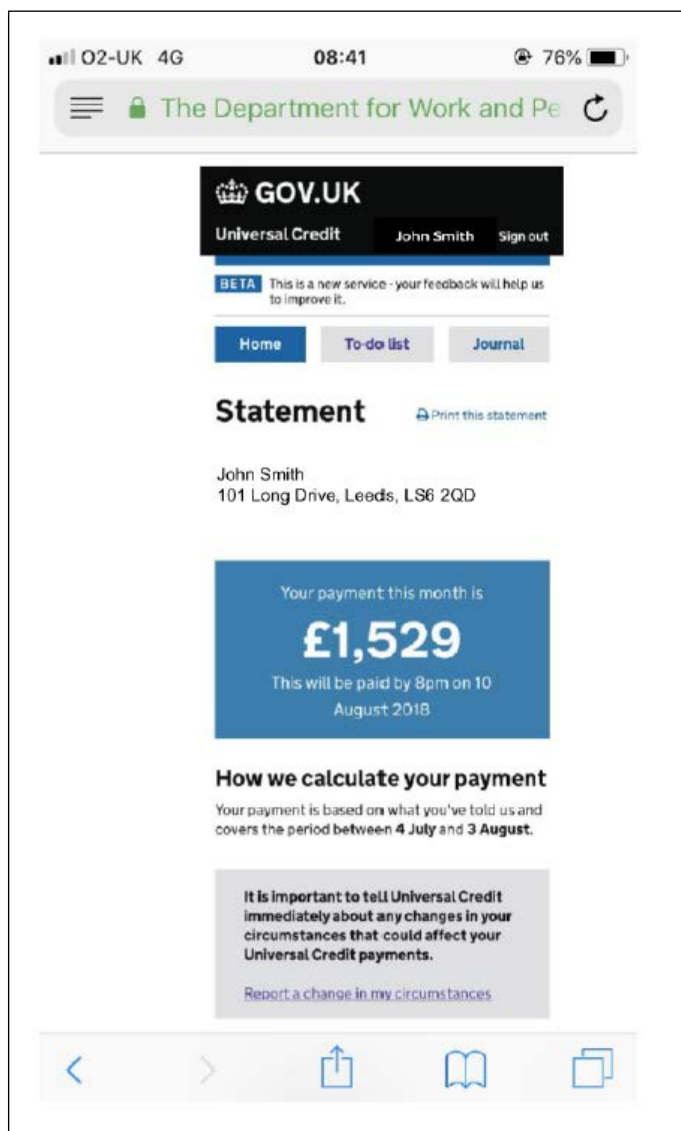 O2-UK 4G 08:41 76%
The Department for Work and Pe
GOV.UK
Universal Credit John Smith Sign out
BETA This is a new service - your feedback will help us
to improve it.
Home To-do list Journal
Statement Print this statement
John Smith
101 Long Drive, Leeds, LS6 2QD
Your payment this month is
£1,529
This will be paid by 8pm on 10
August 2018
How we calculate your payment
Your payment is based on what you've told us and
covers the period between 4 July and 3 August.
It is important to tell Universal Credit
immediately about any changes in your
circumstances that could affect your
Universal Credit payments.
Report a change in my circumstances